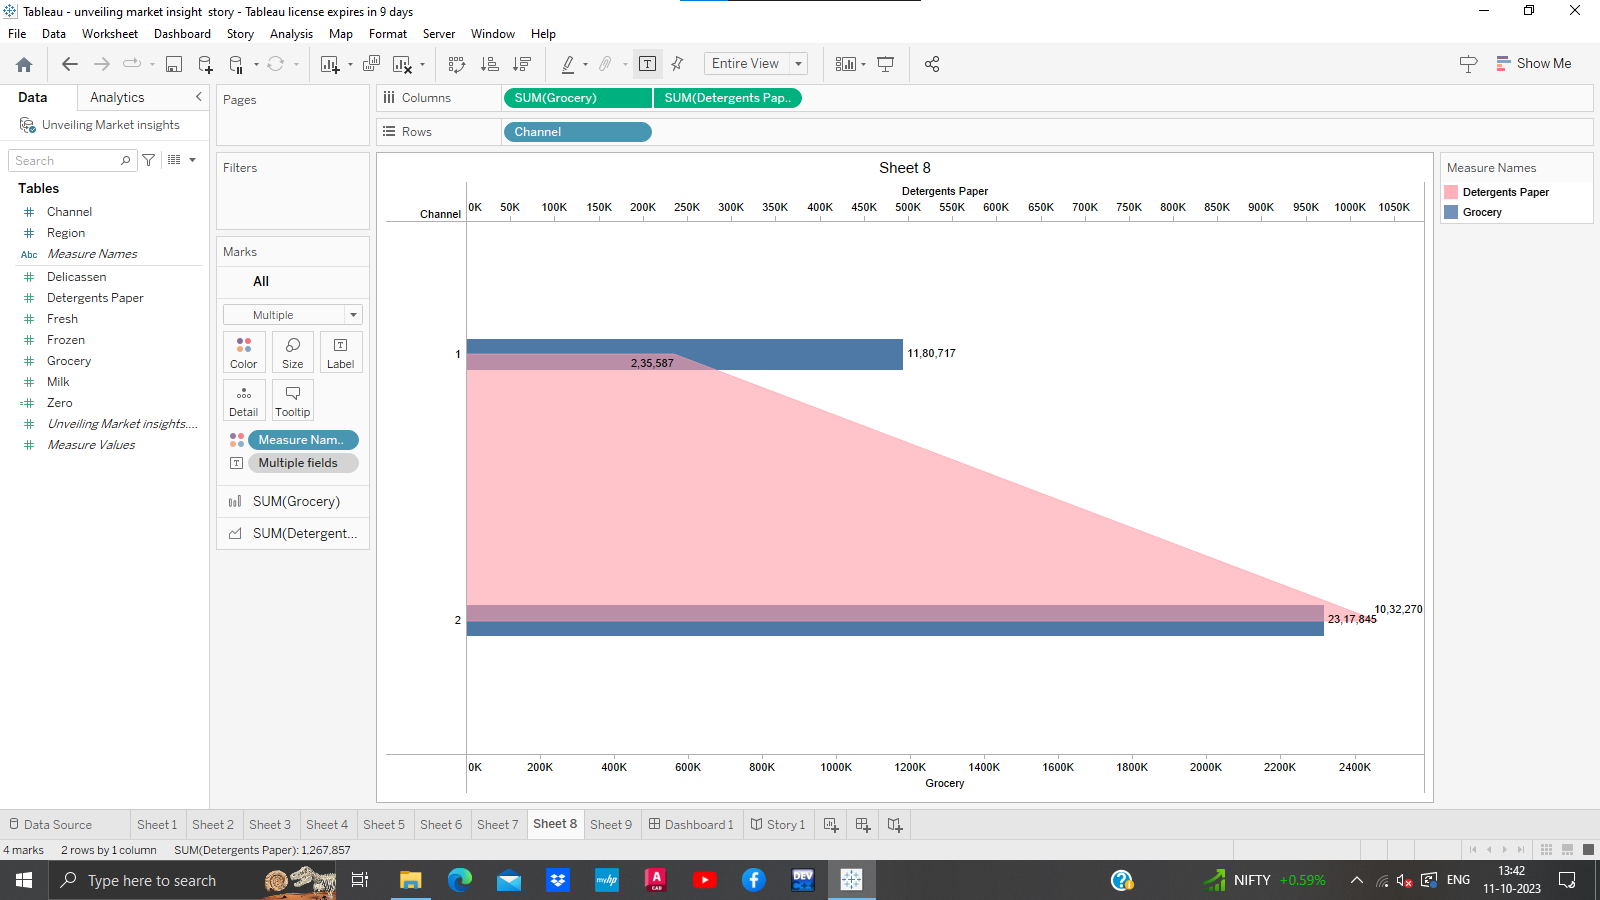 Tableau - unveiling market insight  story - Tableau license expires in 9 days
File Data Worksheet Dashboard Story Analysis Map Format Server Window Help
Entire View
Show Me
Data Analytics
Unveiling Market insights
Search
Tables
Channel
Region
Abc Measure Names
Delicassen
Detergents Paper
Fresh
Frozen
Grocery
Milk
Zero
Unveiling Market insights....
Measure Values
Pages
Filters
Marks
All
Multiple
Color Size Label
Detail Tooltip
Measure Nam..
Multiple fields
SUM(Grocery)
SUM(Detergent...
Columns SUM(Grocery) SUM(Detergents Pap..
Rows Channel
Sheet 8
Detergents Paper
Channel 0K 50K 100K 150K 200K 250K 300K 350K 400K 450K 500K 550K 600K 650K 700K 750K 800K 850K 900K 950K 1000K 1050K
1 11,80,717
2,35,587
10,32,270
2 23,17,845
0K 200K 400K 600K 800K 1000K 1200K 1400K 1600K 1800K 2000K 2200K 2400K
Grocery
Measure Names
Detergents Paper
Grocery
Data Source Sheet 1 Sheet 2 Sheet 3 Sheet 4 Sheet 5 Sheet 6 Sheet 7 Sheet 8 Sheet 9 Dashboard 1 Story 1
4 marks 2 rows by 1 column SUM(Detergents Paper): 1,267,857
Type here to search
myhp
A CAD
DEV
NIFTY +0.59%
ENG
13:42
11-10-2023